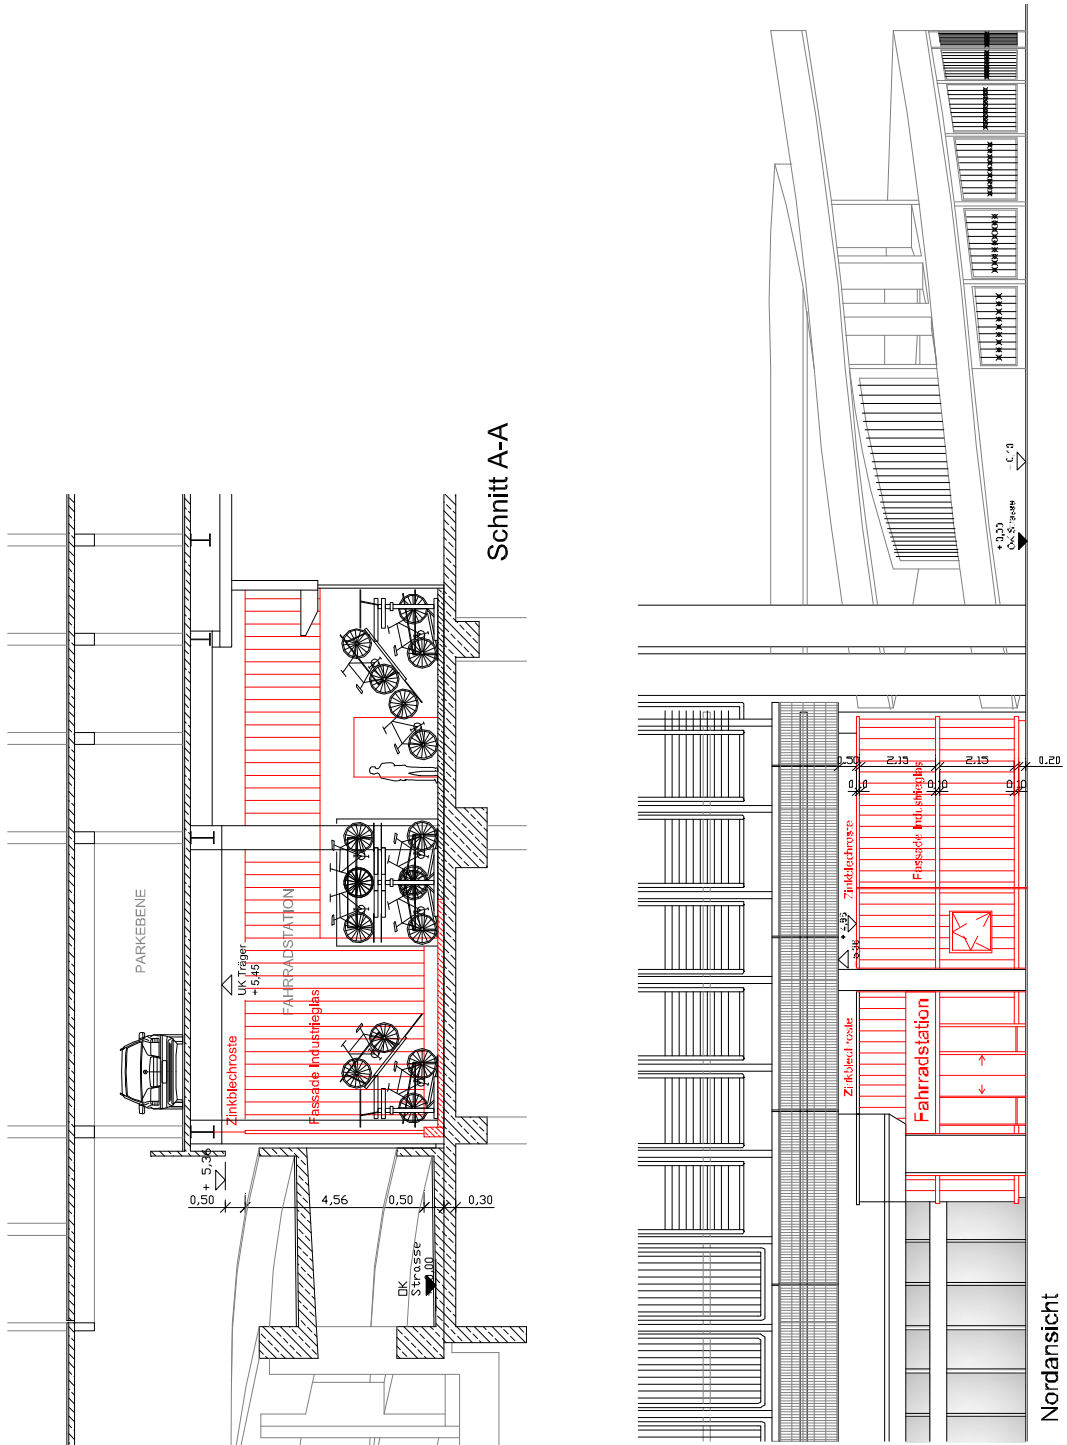 Schnitt A-A
PARKEBENE
UK Träger
+ 5,45
FAHRRADSTATION
Zinkblechroste
Fassade Industrieglas
+ 5,36
0,50
4,56
0,50
0,30
OK
Strasse
Nordansicht
+ 0,00
OK Strasse
0,50
2,15
2,15
0,20
0,10
0,10
0,10
Zinkblechroste
Fassade Industrieglas
Zinkblechroste
Fahrradstation